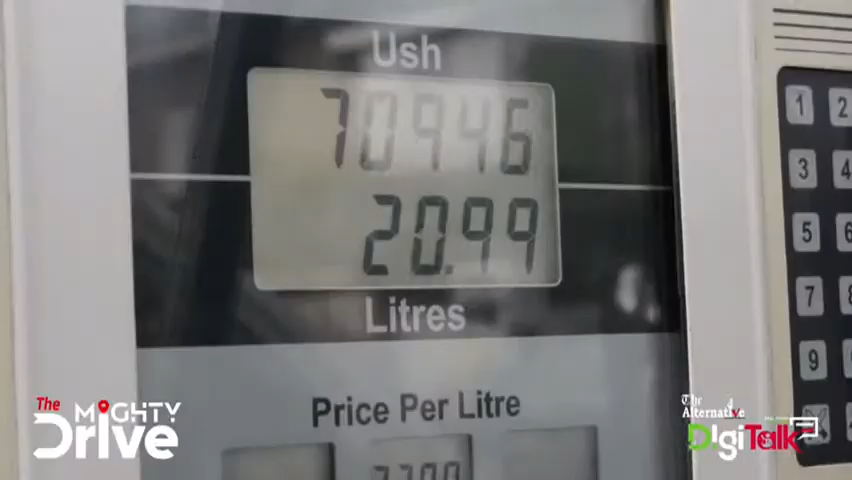 Ush
70946
20.99
Litres
Price Per Litre
1 2
3 4
5 6
7 8
9
The MIGHTY Drive
The Alternative
DigiTalk